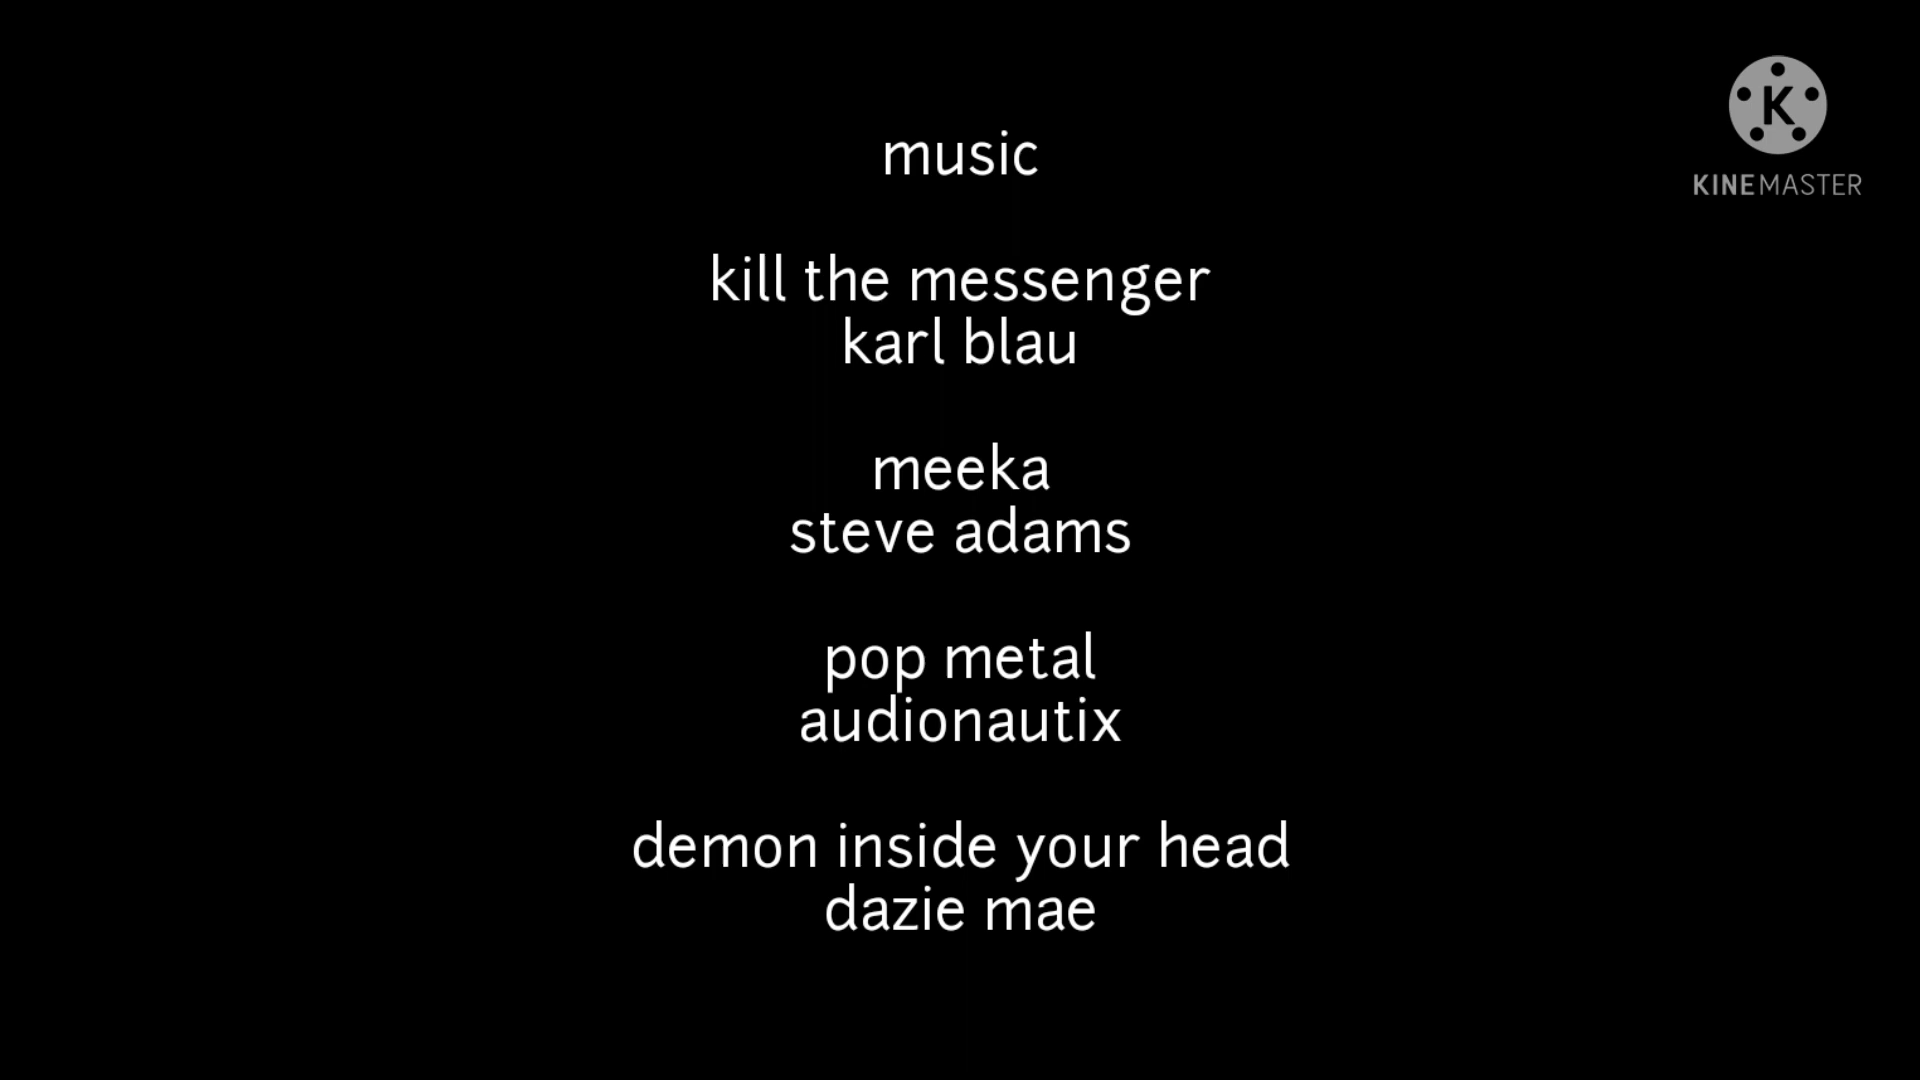 music
K
KINEMASTER
kill the messenger
karl blau
meeka
steve adams
pop metal
audionautix
demon inside your head
dazie mae